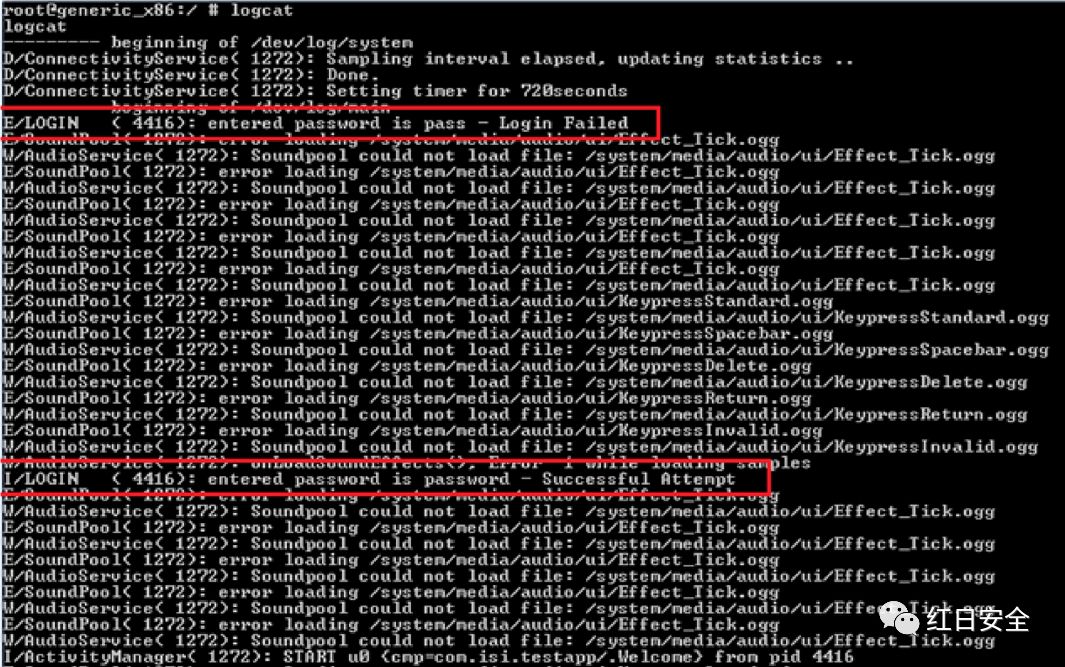 root@generic_x86:/ # logcat
logcat
--------- beginning of /dev/log/system
D/ConnectivityService( 1272): Sampling interval elapsed, updating statistics ..
D/ConnectivityService( 1272): Done.
D/ConnectivityService( 1272): Setting timer for 720seconds
beginning of /dev/log/main
E/LOGIN   ( 4416): entered password is pass - Login Failed
E/SoundPool( 1272): error loading /system/media/audio/ui/Effect_Tick.ogg
W/AudioService( 1272): Soundpool could not load file: /system/media/audio/ui/Effect_Tick.ogg
E/SoundPool( 1272): error loading /system/media/audio/ui/Effect_Tick.ogg
W/AudioService( 1272): Soundpool could not load file: /system/media/audio/ui/Effect_Tick.ogg
E/SoundPool( 1272): error loading /system/media/audio/ui/Effect_Tick.ogg
W/AudioService( 1272): Soundpool could not load file: /system/media/audio/ui/Effect_Tick.ogg
E/SoundPool( 1272): error loading /system/media/audio/ui/Effect_Tick.ogg
W/AudioService( 1272): Soundpool could not load file: /system/media/audio/ui/Effect_Tick.ogg
E/SoundPool( 1272): error loading /system/media/audio/ui/Effect_Tick.ogg
W/AudioService( 1272): Soundpool could not load file: /system/media/audio/ui/Effect_Tick.ogg
E/SoundPool( 1272): error loading /system/media/audio/ui/KeypressStandard.ogg
W/AudioService( 1272): Soundpool could not load file: /system/media/audio/ui/KeypressStandard.ogg
E/SoundPool( 1272): error loading /system/media/audio/ui/KeypressSpacebar.ogg
W/AudioService( 1272): Soundpool could not load file: /system/media/audio/ui/KeypressSpacebar.ogg
E/SoundPool( 1272): error loading /system/media/audio/ui/KeypressDelete.ogg
W/AudioService( 1272): Soundpool could not load file: /system/media/audio/ui/KeypressDelete.ogg
E/SoundPool( 1272): error loading /system/media/audio/ui/KeypressReturn.ogg
W/AudioService( 1272): Soundpool could not load file: /system/media/audio/ui/KeypressReturn.ogg
E/SoundPool( 1272): error loading /system/media/audio/ui/KeypressInvalid.ogg
W/AudioService( 1272): Soundpool could not load file: /system/media/audio/ui/KeypressInvalid.ogg
W/AudioService( 1272): onLoadSoundEffects(), Error -1 while loading samples
I/LOGIN   ( 4416): entered password is password - Successful Attempt
E/SoundPool( 1272): error loading /system/media/audio/ui/Effect_Tick.ogg
W/AudioService( 1272): Soundpool could not load file: /system/media/audio/ui/Effect_Tick.ogg
E/SoundPool( 1272): error loading /system/media/audio/ui/Effect_Tick.ogg
W/AudioService( 1272): Soundpool could not load file: /system/media/audio/ui/Effect_Tick.ogg
E/SoundPool( 1272): error loading /system/media/audio/ui/Effect_Tick.ogg
W/AudioService( 1272): Soundpool could not load file: /system/media/audio/ui/Effect_Tick.ogg
E/SoundPool( 1272): error loading /system/media/audio/ui/Effect_Tick.ogg
W/AudioService( 1272): Soundpool could not load file: /system/media/audio/ui/Effect_Tick.ogg
E/SoundPool( 1272): error loading /system/media/audio/ui/Effect_Tick.ogg
红日安全
W/AudioService( 1272): Soundpool could not load file: /system/media/audio/ui/Effect_Tick.ogg
I/ActivityManager( 1272): START u0 {cmp=com.isi.testapp/.Welcome} from pid 4416